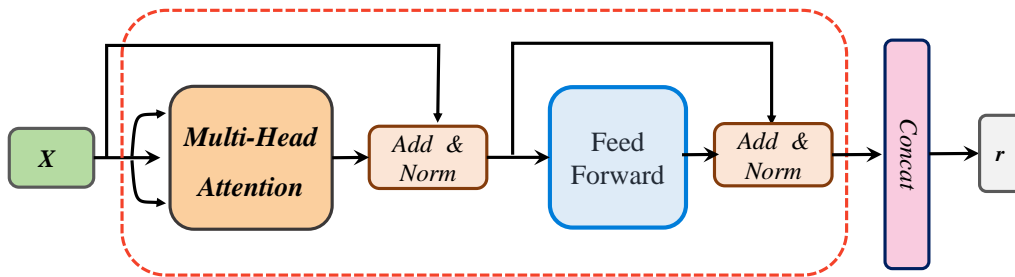 X
Multi-Head
Attention
Add &
Norm
Feed
Forward
Add &
Norm
Concat
r